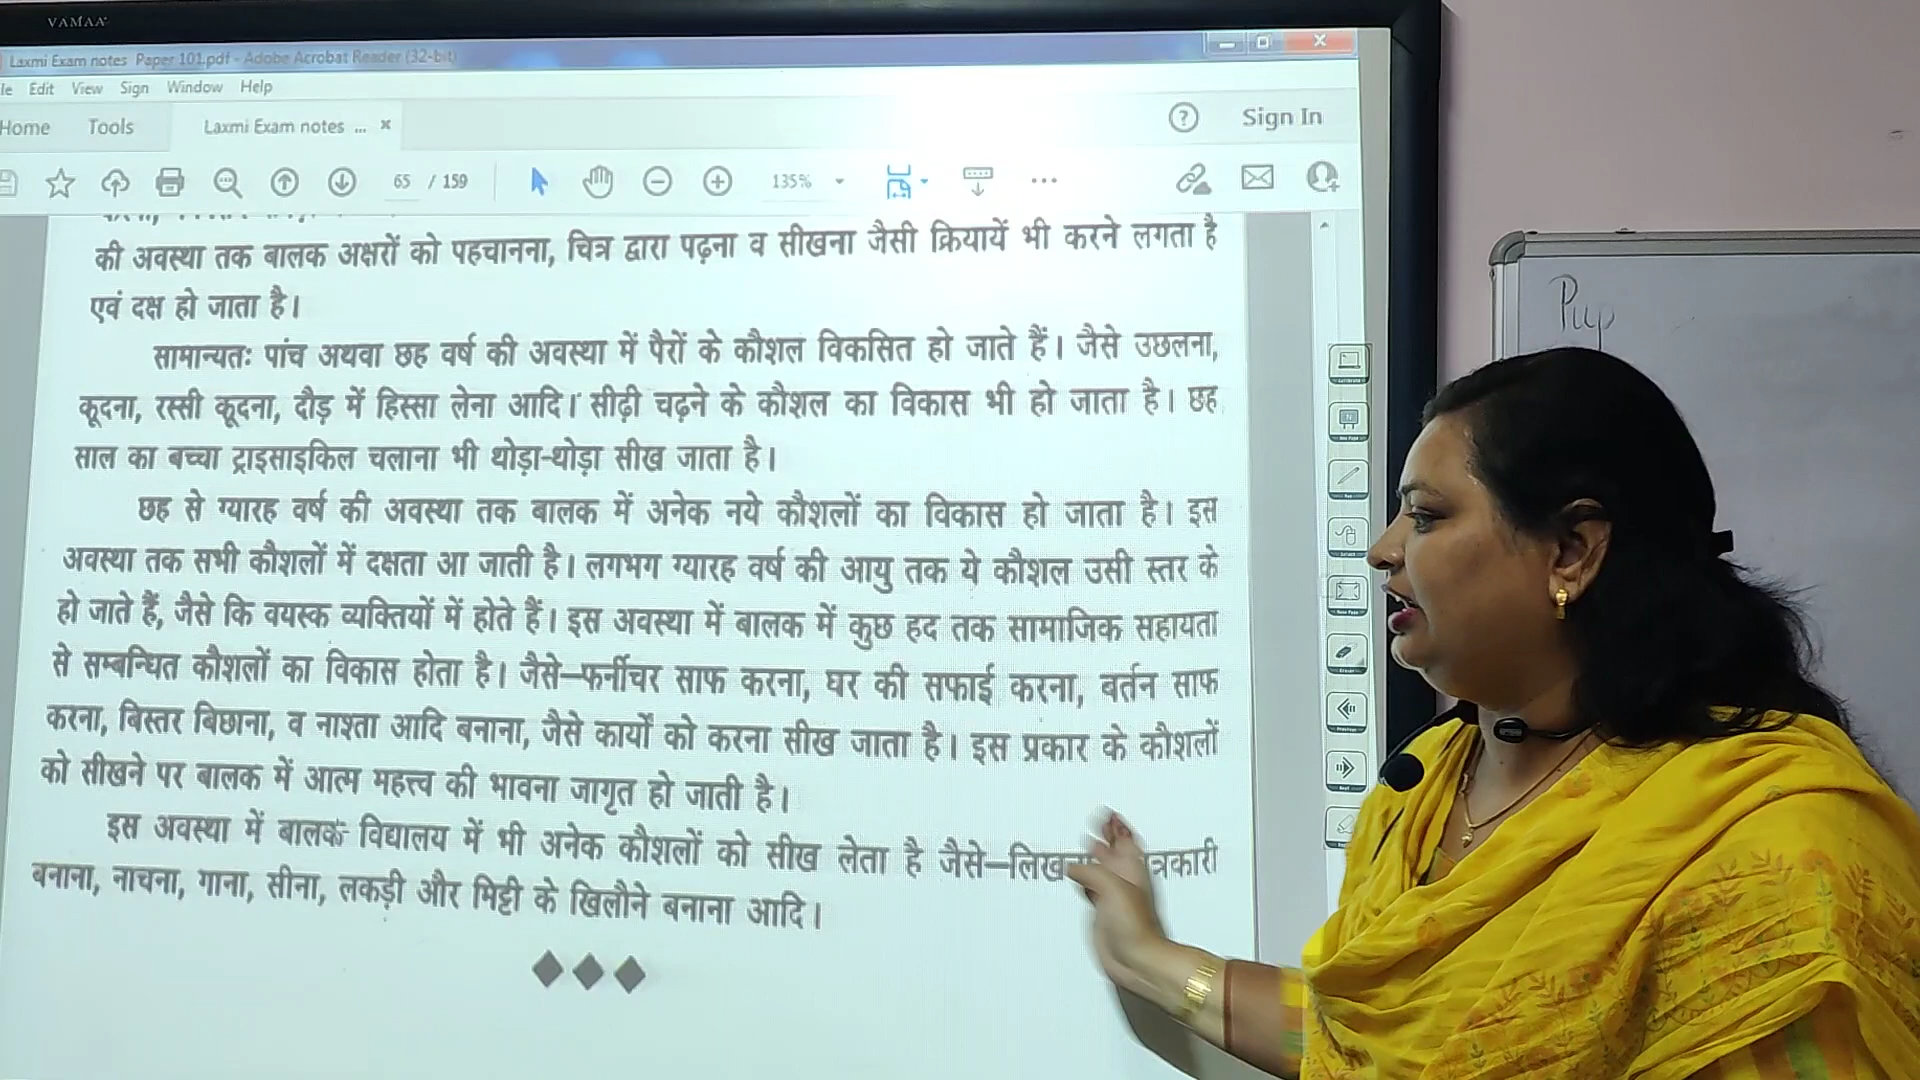 VAMAA
Laxmi Exam notes Paper 101.pdf - Adobe Acrobat Reader (32-bit)
le Edit View Sign Window Help
Home Tools Laxmi Exam notes ... × ? Sign In
65 / 159 135%
की अवस्था तक बालक अक्षरों को पहचानना, चित्र द्वारा पढ़ना व सीखना जैसी क्रियायें भी करने लगता है
एवं दक्ष हो जाता है।
सामान्यतः पांच अथवा छह वर्ष की अवस्था में पैरों के कौशल विकसित हो जाते हैं। जैसे उछलना,
कूदना, रस्सी कूदना, दौड़ में हिस्सा लेना आदि। सीढ़ी चढ़ने के कौशल का विकास भी हो जाता है। छह
साल का बच्चा ट्राइसाइकिल चलाना भी थोड़ा-थोड़ा सीख जाता है।
छह से ग्यारह वर्ष की अवस्था तक बालक में अनेक नये कौशलों का विकास हो जाता है। इस
अवस्था तक सभी कौशलों में दक्षता आ जाती है। लगभग ग्यारह वर्ष की आयु तक ये कौशल उसी स्तर के
हो जाते हैं, जैसे कि वयस्क व्यक्तियों में होते हैं। इस अवस्था में बालक में कुछ हद तक सामाजिक सहायता
से सम्बन्धित कौशलों का विकास होता है। जैसे—फर्नीचर साफ करना, घर की सफाई करना, बर्तन साफ
करना, बिस्तर बिछाना, व नाश्ता आदि बनाना, जैसे कार्यों को करना सीख जाता है। इस प्रकार के कौशलों
को सीखने पर बालक में आत्म महत्त्व की भावना जागृत हो जाती है।
इस अवस्था में बालक विद्यालय में भी अनेक कौशलों को सीख लेता है जैसे—
बनाना, नाचना, गाना, सीना, लकड़ी और मिट्टी के खिलौने बनाना आदि।
Pup